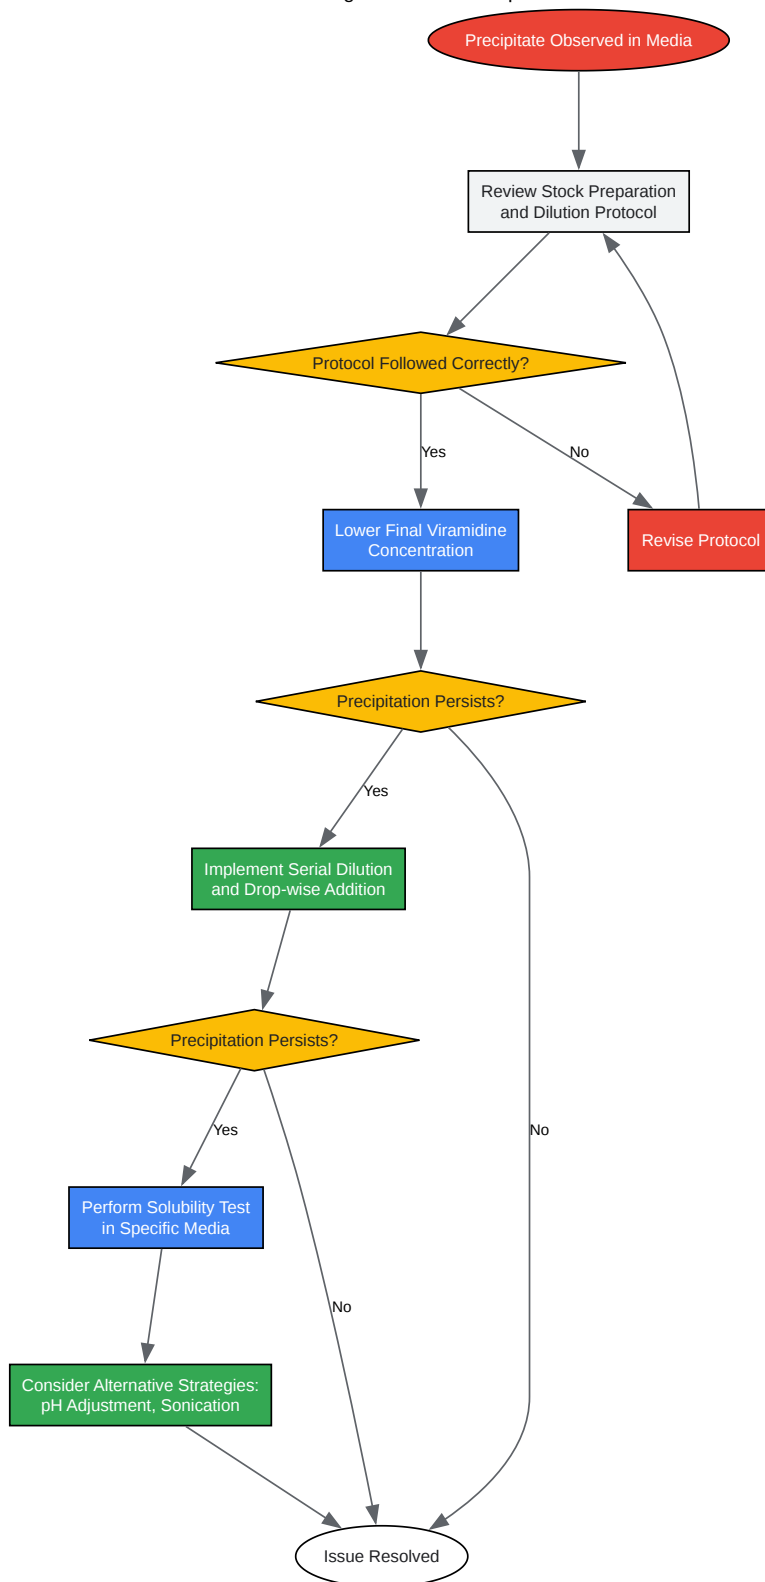 Precipitate Observed in Media
Review Stock Preparation
and Dilution Protocol
Protocol Followed Correctly?
Yes
No
Lower Final Viramidine
Concentration
Revise Protocol
Precipitation Persists?
Yes
Implement Serial Dilution
and Drop-wise Addition
Precipitation Persists?
Yes
No
Perform Solubility Test
in Specific Media
No
Consider Alternative Strategies:
pH Adjustment, Sonication
Issue Resolved